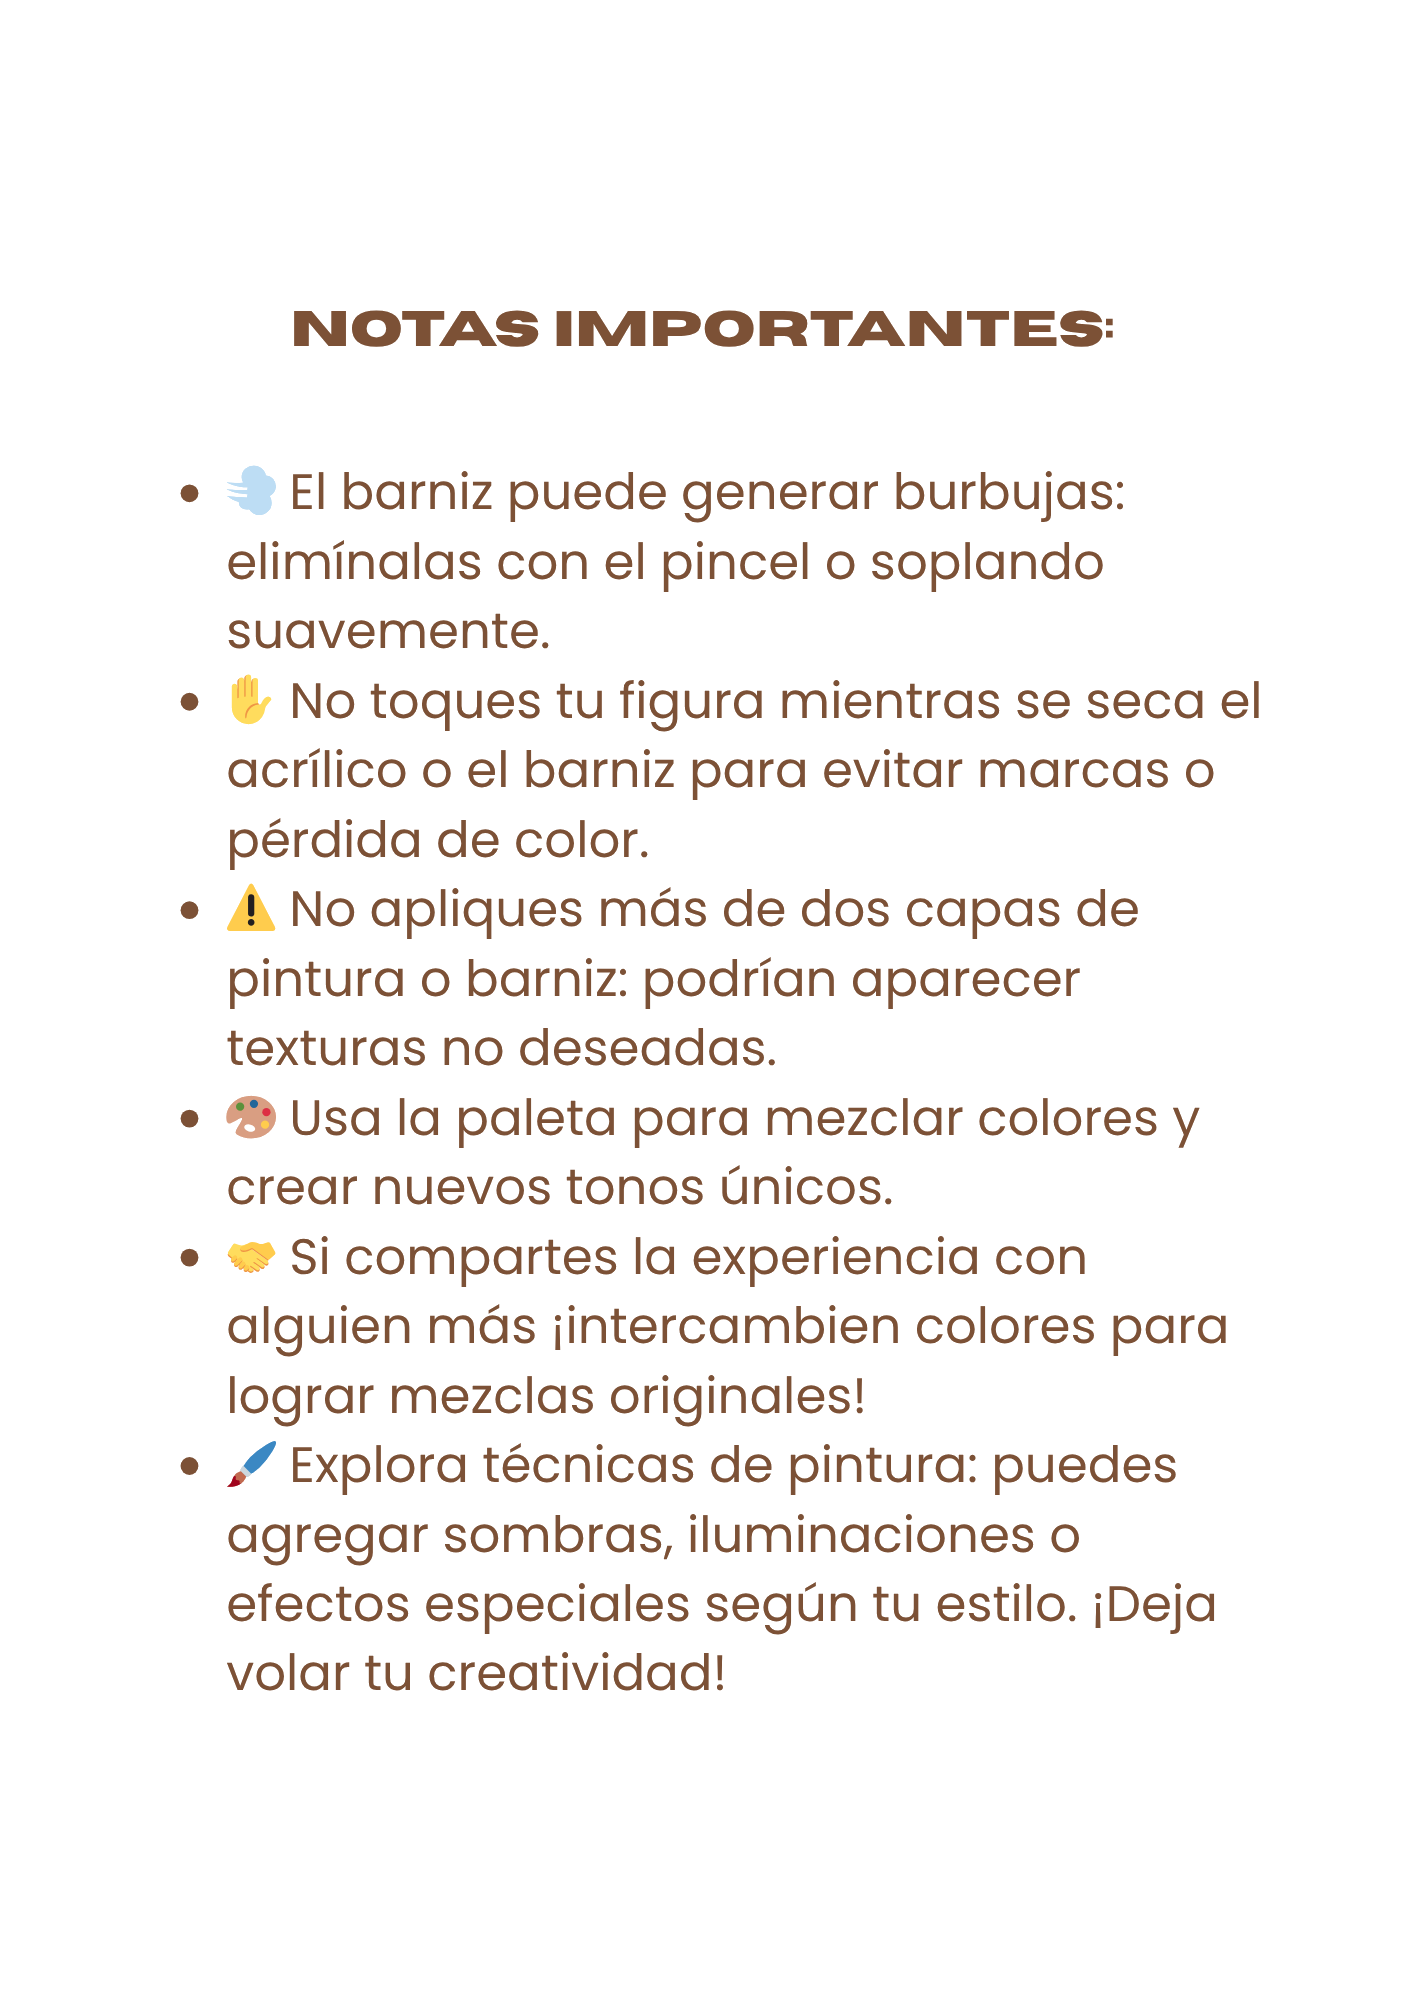 NOTAS IMPORTANTES:
• 💨 El barniz puede generar burbujas:
elimínalas con el pincel o soplando
suavemente.
• ✋ No toques tu figura mientras se seca el
acrílico o el barniz para evitar marcas o
pérdida de color.
• ⚠️ No apliques más de dos capas de
pintura o barniz: podrían aparecer
texturas no deseadas.
• 🎨 Usa la paleta para mezclar colores y
crear nuevos tonos únicos.
• 🤝 Si compartes la experiencia con
alguien más ¡intercambien colores para
lograr mezclas originales!
• 🖌️ Explora técnicas de pintura: puedes
agregar sombras, iluminaciones o
efectos especiales según tu estilo. ¡Deja
volar tu creatividad!